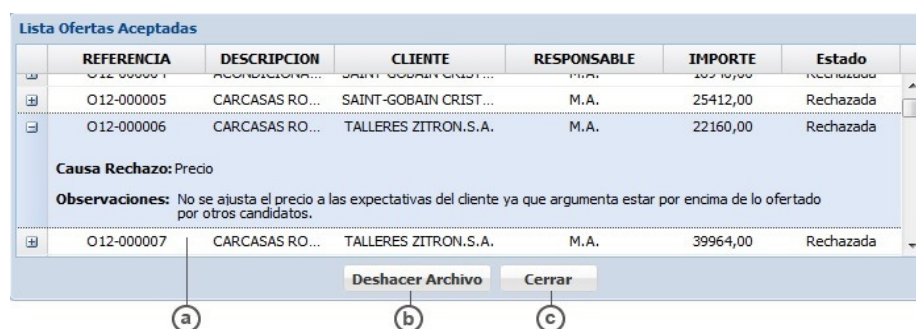 Lista Ofertas Aceptadas
REFERENCIA DESCRIPCION CLIENTE RESPONSABLE IMPORTE Estado
O12-000005 CARCASAS RO... SAINT-GOBAIN CRIST... M.A. 25412,00 Rechazada
O12-000006 CARCASAS RO... TALLERES ZITRON.S.A. M.A. 22160,00 Rechazada
Causa Rechazo: Precio
Observaciones: No se ajusta el precio a las expectativas del cliente ya que argumenta estar por encima de lo ofertado
por otros candidatos.
O12-000007 CARCASAS RO... TALLERES ZITRON.S.A. M.A. 39964,00 Rechazada
Deshacer Archivo Cerrar
a b c